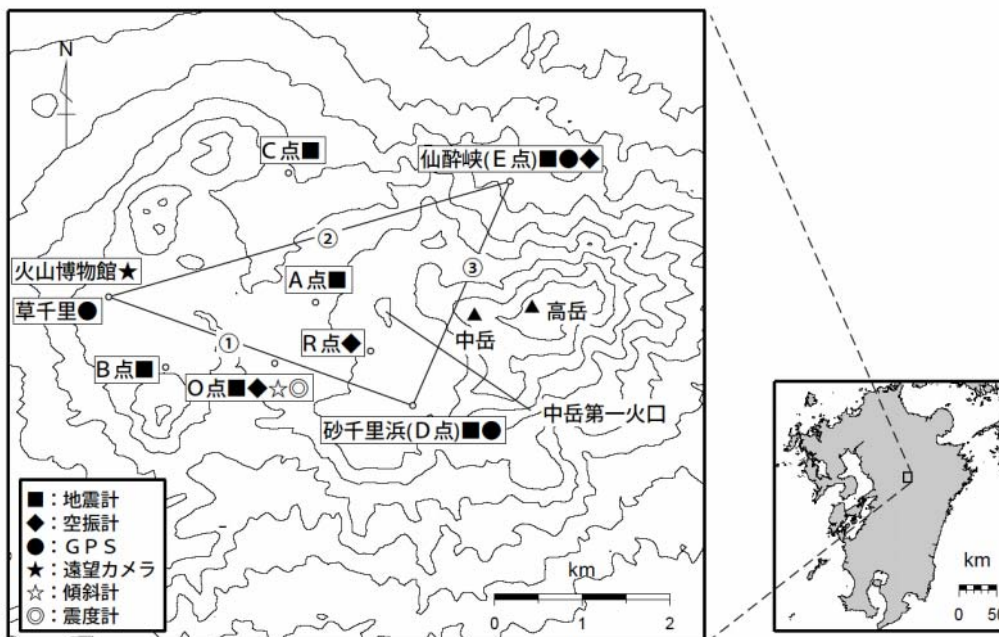 N
C点■
仙酔峡(E点)■●◆
②
火山博物館★
③
A点■
草千里●
高岳
中岳
①
R点◆
B点■
O点■◆☆◎
中岳第一火口
砂千里浜(D点)■●
■：地震計
◆：空振計
●：GPS
★：遠望カメラ
☆：傾斜計
◎：震度計
km
0 1 2
km
0 50